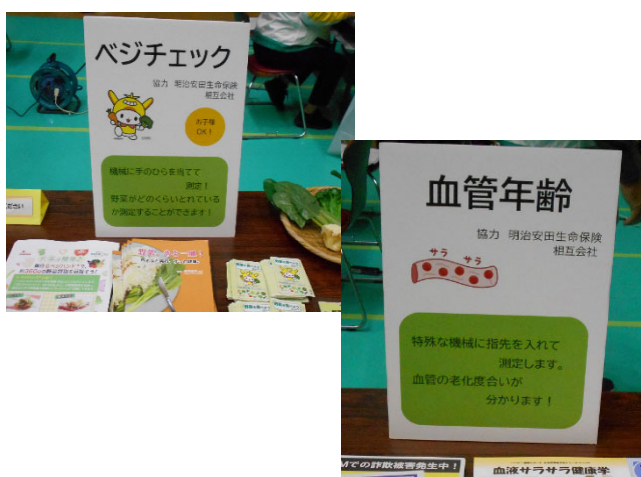 ベジチェック
協力 明治安田生命保険
相互会社
お子様
OK!
機械に手のひらを当てて
測定！
野菜がどのくらいとれている
か測定することができます！
ださい
血管年齢
協力 明治安田生命保険
相互会社
サラ サラ
特殊な機械に指先を入れて
測定します。
血管の老化度合いが
分かります！
Mでの詐欺被害発生中！
血液サラサラ健康学